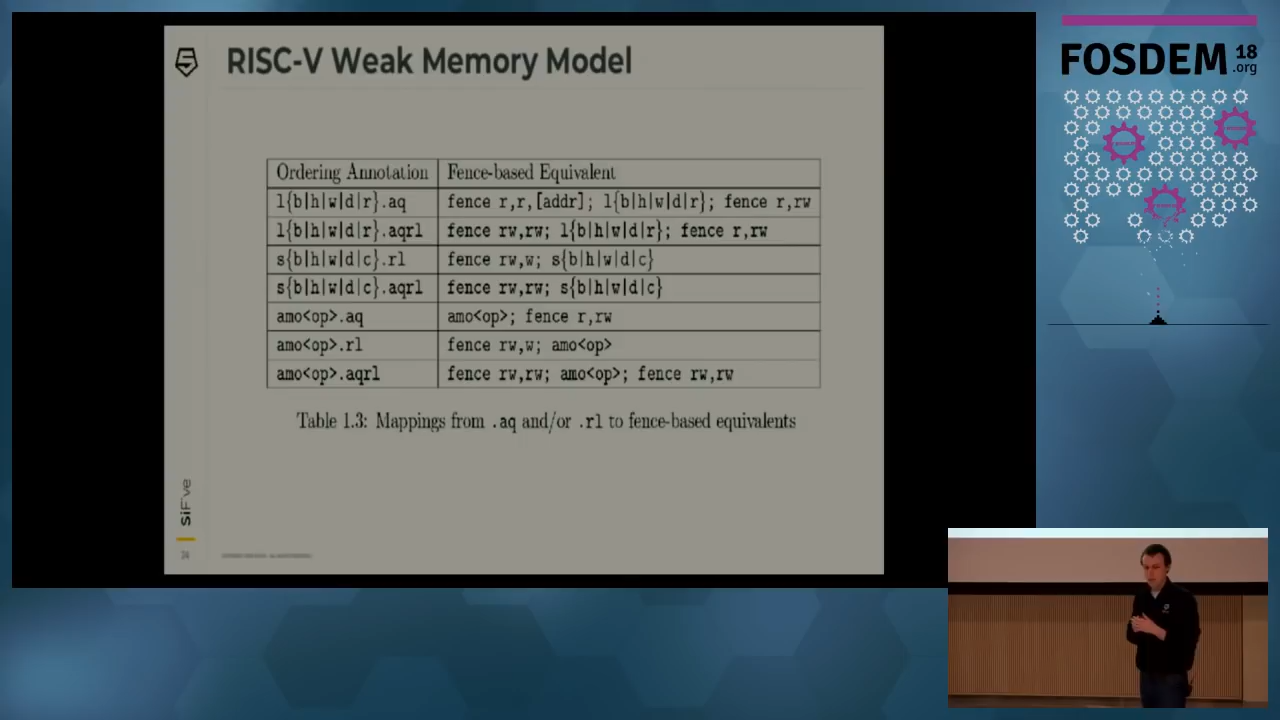 RISC-V Weak Memory Model
Ordering Annotation Fence-based Equivalent
l{b|h|w|d|r}.aq fence r,r,[addr]; l{b|h|w|d|r}; fence r,rw
l{b|h|w|d|r}.aqrl fence rw,rw; l{b|h|w|d|r}; fence r,rw
s{b|h|w|d|c}.rl fence rw,w; s{b|h|w|d|c}
s{b|h|w|d|c}.aqrl fence rw,rw; s{b|h|w|d|c}
amo<op>.aq amo<op>; fence r,rw
amo<op>.rl fence rw,w; amo<op>
amo<op>.aqrl fence rw,rw; amo<op>; fence rw,rw
Table 1.3: Mappings from .aq and/or .rl to fence-based equivalents
SiFive
FOSDEM 18
.org